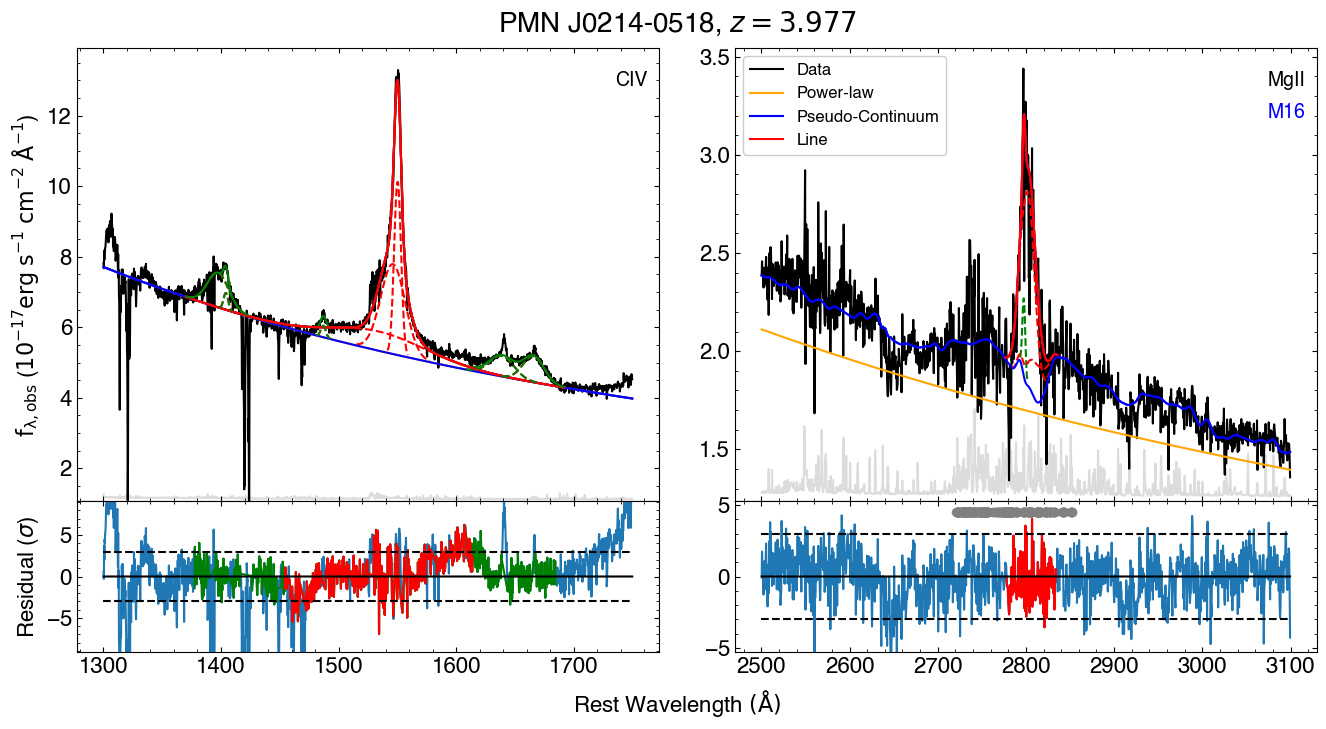 PMN J0214-0518, z = 3.977
CIV
12
10
8
6
4
2
f_λ, obs (10⁻¹⁷erg s⁻¹ cm⁻² Å⁻¹)
3.5
3.0
2.5
2.0
1.5
Data
Power-law
Pseudo-Continuum
Line
MgII
M16
5
0
−5
Residual (σ)
1300 1400 1500 1600 1700
5
0
−5
2500 2600 2700 2800 2900 3000 3100
Rest Wavelength (Å)